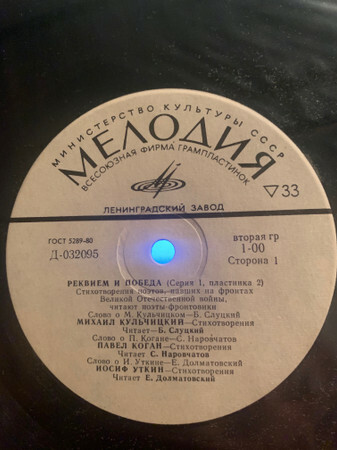 МИНИСТЕРСТВО КУЛЬТУРЫ СССР
МЕЛОДИЯ
ВСЕСОЮЗНАЯ ФИРМА ГРАМПЛАСТИНОК
33
ЛЕНИНГРАДСКИЙ ЗАВОД
ГОСТ 5289-80
Д-032095
вторая гр
1-00
Сторона 1
РЕКВИЕМ И ПОБЕДА (Серия 1, пластинка 2)
Стихотворения поэтов, павших на фронтах
Великой Отечественной войны,
читают поэты-фронтовики
Слово о М. Кульчицком—Б. Слуцкий
МИХАИЛ КУЛЬЧИЦКИЙ—Стихотворения
Читает—Б. Слуцкий
Слово о П. Когане—С. Наровчатов
ПАВЕЛ КОГАН—Стихотворения
Читает С. Наровчатов
Слово о И. Уткине—Е. Долматовский
ИОСИФ УТКИН—Стихотворения
Читает Е. Долматовский